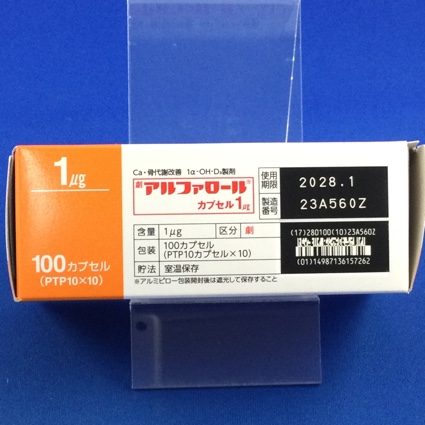 1μg
100カプセル
(PTP10×10)
Ca・骨代謝改善 1α-OH-D₃製剤
劇 アルファロール®
カプセル1μg
含量 1μg 区分 劇
包装 100カプセル
(PTP10カプセル×10)
貯法 室温保存
※アルミピロー包装開封後は遮光して保存すること
使用期限 2028.1
製造番号 23A560Z
(17)280100(10)23A560Z
(01)14987136157262